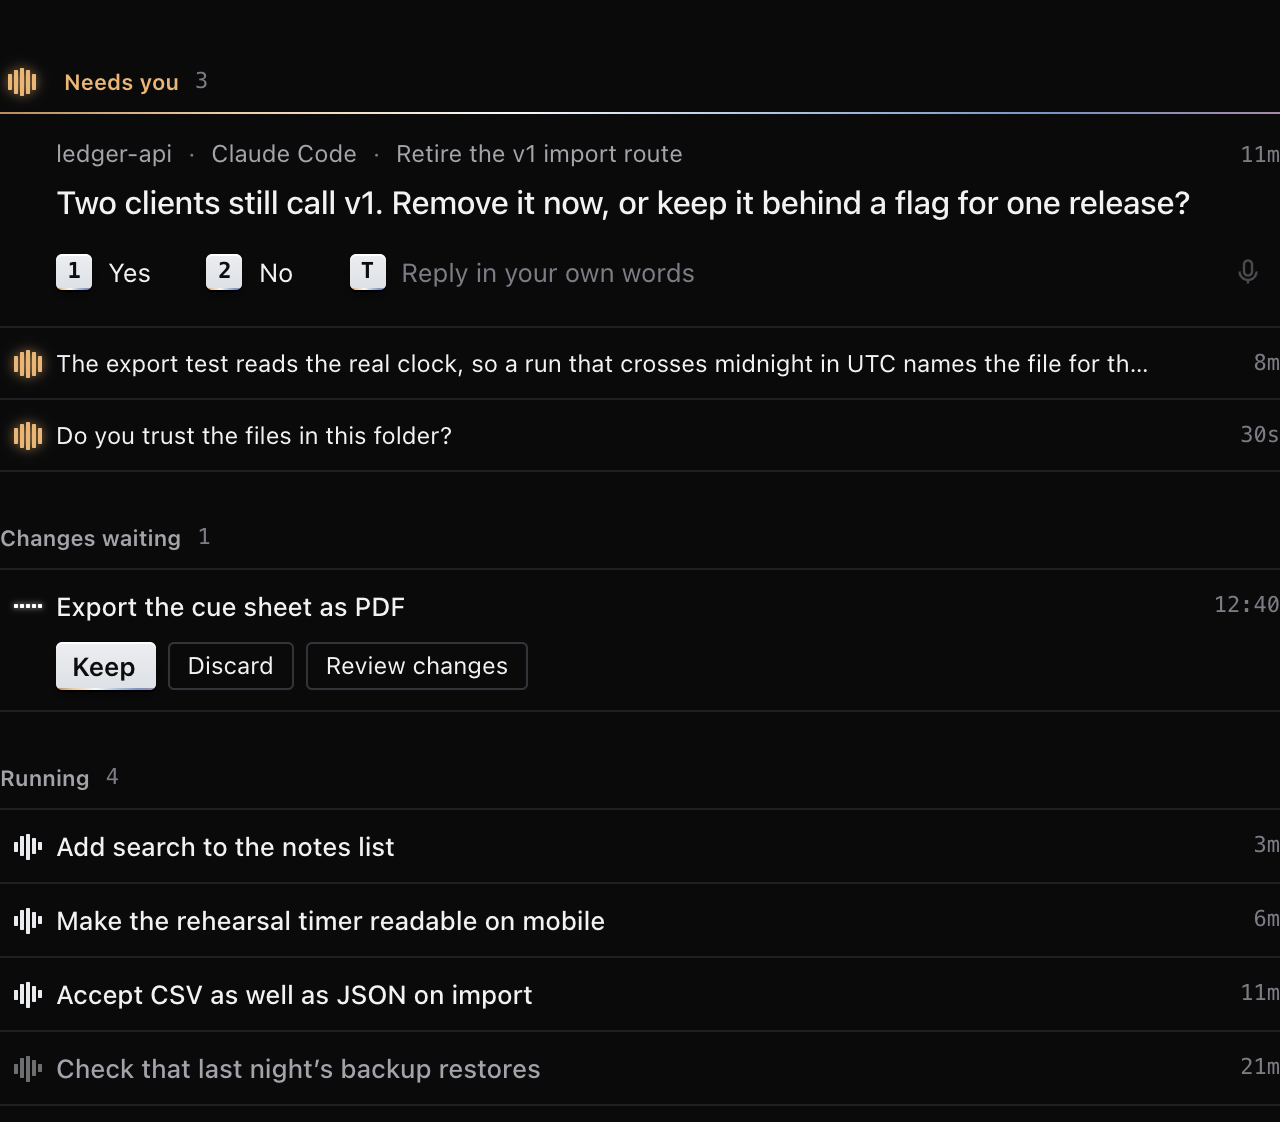 Needs you 3
ledger-api · Claude Code · Retire the v1 import route 11m
Two clients still call v1. Remove it now, or keep it behind a flag for one release?
1 Yes 2 No T Reply in your own words
The export test reads the real clock, so a run that crosses midnight in UTC names the file for th… 8m
Do you trust the files in this folder? 30s
Changes waiting 1
Export the cue sheet as PDF 12:40
Keep Discard Review changes
Running 4
Add search to the notes list 3m
Make the rehearsal timer readable on mobile 6m
Accept CSV as well as JSON on import 11m
Check that last night’s backup restores 21m